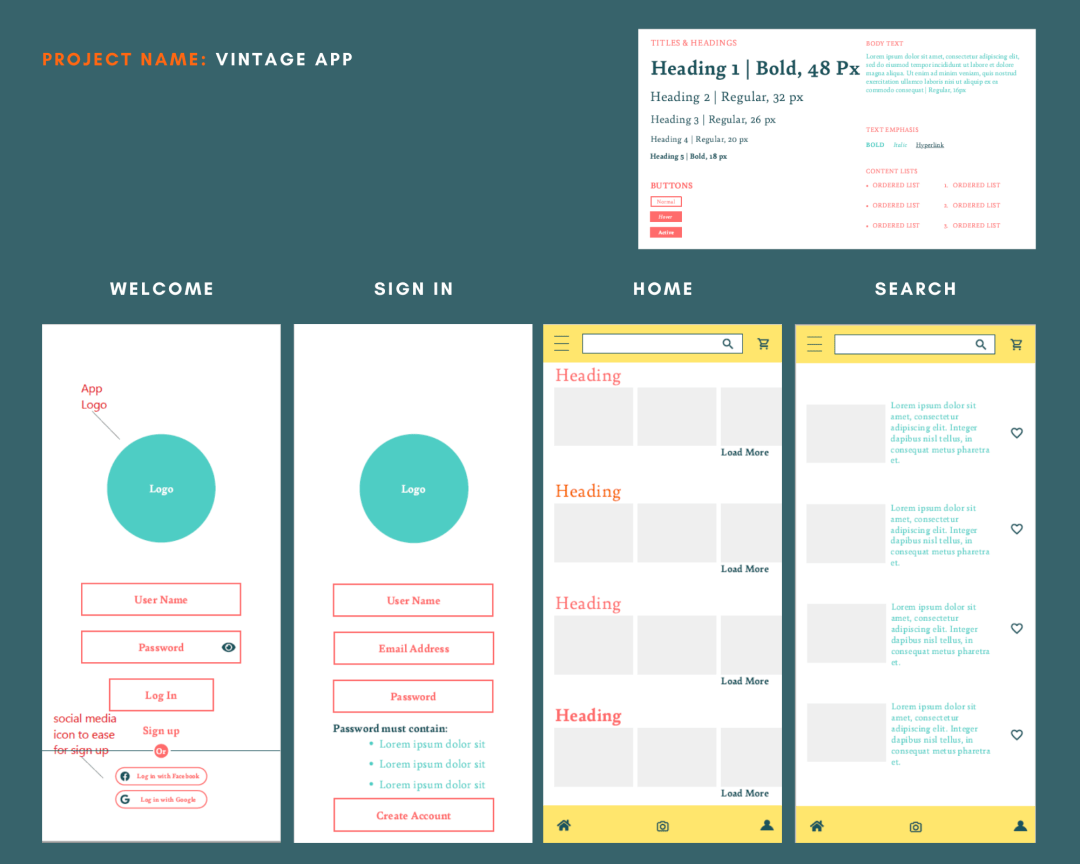 PROJECT NAME: VINTAGE APP
TITLES & HEADINGS
Heading 1 | Bold, 48 Px
Heading 2 | Regular, 32 px
Heading 3 | Regular, 26 px
Heading 4 | Regular, 20 px
Heading 5 | Bold, 18 px
BUTTONS
Normal
Hover
Active
BODY TEXT
Lorem ipsum dolor sit amet, consectetur adipiscing elit,
sed do eiusmod tempor incididunt ut labore et dolore
magna aliqua. Ut enim ad minim veniam, quis nostrud
exercitation ullamco laboris nisi ut aliquip ex ea
commodo consequat | Regular, 16px.
TEXT EMPHASIS
BOLD Italic Hyperlink
CONTENT LISTS
• ORDERED LIST 1. ORDERED LIST
• ORDERED LIST 2. ORDERED LIST
• ORDERED LIST 3. ORDERED LIST
WELCOME
App
Logo
Logo
User Name
Password
Log In
social media
icon to ease
for sign up
Sign up
Or
Log in with Facebook
Log in with Google
SIGN IN
Logo
User Name
Email Address
Password
Password must contain:
• Lorem ipsum dolor sit
• Lorem ipsum dolor sit
• Lorem ipsum dolor sit
Create Account
HOME
Heading
Load More
Heading
Load More
Heading
Load More
Heading
Load More
SEARCH
Lorem ipsum dolor sit
amet, consectetur
adipiscing elit. Integer
dapibus nisl tellus, in
consequat metus pharetra
et.
Lorem ipsum dolor sit
amet, consectetur
adipiscing elit. Integer
dapibus nisl tellus, in
consequat metus pharetra
et.
Lorem ipsum dolor sit
amet, consectetur
adipiscing elit. Integer
dapibus nisl tellus, in
consequat metus pharetra
et.
Lorem ipsum dolor sit
amet, consectetur
adipiscing elit. Integer
dapibus nisl tellus, in
consequat metus pharetra
et.